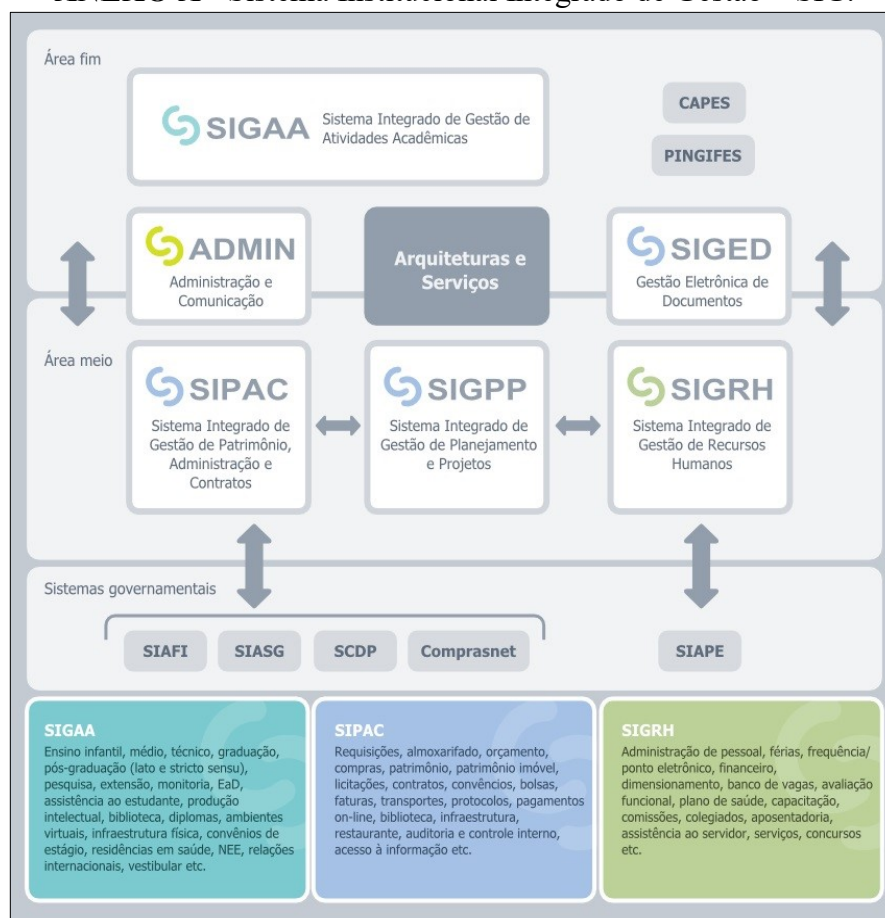 Área fim
SIGAA
Sistema Integrado de Gestão de
Atividades Acadêmicas
CAPES
PINGIFES
ADMIN
Administração e
Comunicação
Arquiteturas e
Serviços
SIGED
Gestão Eletrônica de
Documentos
Área meio
SIPAC
Sistema Integrado de
Gestão de Patrimônio,
Administração e
Contratos
SIGPP
Sistema Integrado de
Gestão de Planejamento
e Projetos
SIGRH
Sistema Integrado de
Gestão de Recursos
Humanos
Sistemas governamentais
SIAFI
SIASG
SCDP
Comprasnet
SIAPE
SIGAA
Ensino infantil, médio, técnico, graduação,
pós-graduação (lato e stricto sensu),
pesquisa, extensão, monitoria, EaD,
assistência ao estudante, produção
intelectual, biblioteca, diplomas, ambientes
virtuais, infraestrutura física, convênios de
estágio, residências em saúde, NEE, relações
internacionais, vestibular etc.
SIPAC
Requisições, almoxarifado, orçamento,
compras, patrimônio, patrimônio imóvel,
licitações, contratos, convêncios, bolsas,
faturas, transportes, protocolos, pagamentos
on-line, biblioteca, infraestrutura,
restaurante, auditoria e controle interno,
acesso à informação etc.
SIGRH
Administração de pessoal, férias, frequência/
ponto eletrônico, financeiro,
dimensionamento, banco de vagas, avaliação
funcional, plano de saúde, capacitação,
comissões, colegiados, aposentadoria,
assistência ao servidor, serviços, concursos
etc.